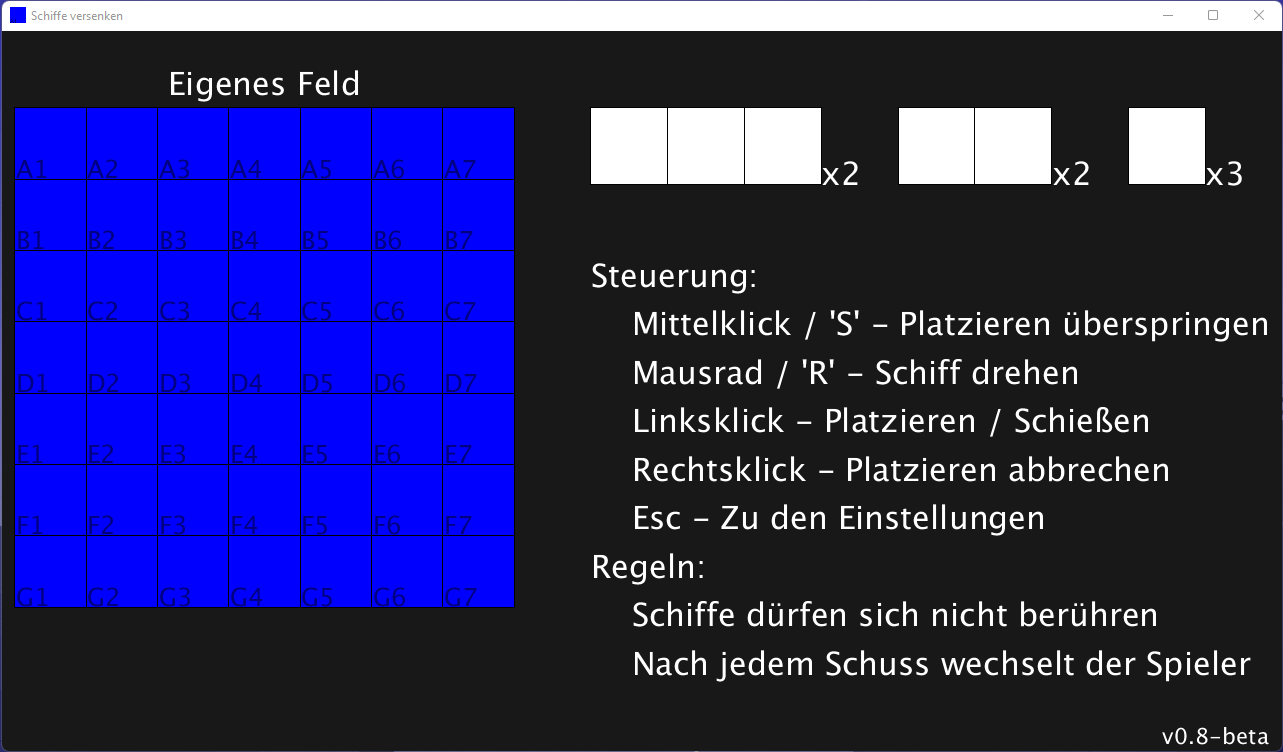 Schiffe versenken
Eigenes Feld
A1 A2 A3 A4 A5 A6 A7
B1 B2 B3 B4 B5 B6 B7
C1 C2 C3 C4 C5 C6 C7
D1 D2 D3 D4 D5 D6 D7
E1 E2 E3 E4 E5 E6 E7
F1 F2 F3 F4 F5 F6 F7
G1 G2 G3 G4 G5 G6 G7
x2 x2 x3
Steuerung:
Mittelklick / 'S' - Platzieren überspringen
Mausrad / 'R' - Schiff drehen
Linksklick - Platzieren / Schießen
Rechtsklick - Platzieren abbrechen
Esc - Zu den Einstellungen
Regeln:
Schiffe dürfen sich nicht berühren
Nach jedem Schuss wechselt der Spieler
v0.8-beta